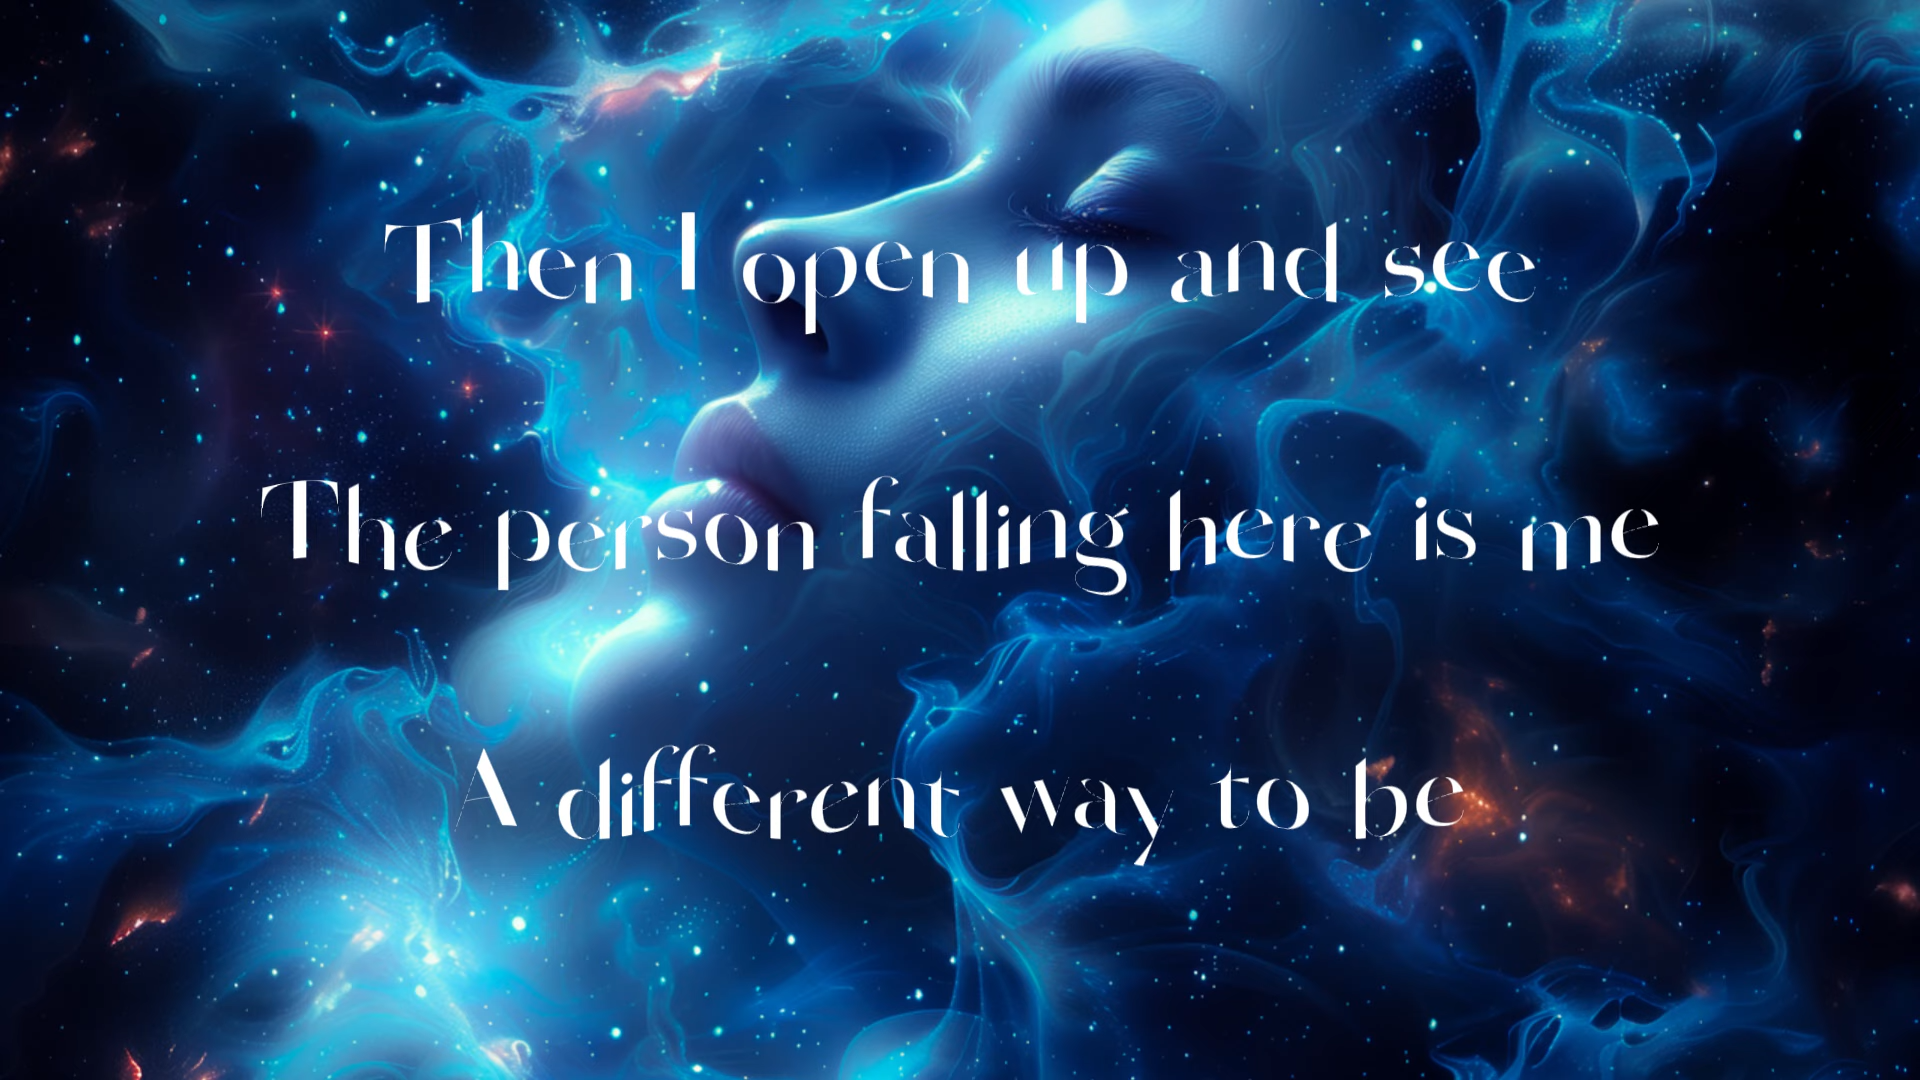 Then I open up and see
The person falling here is me
A different way to be